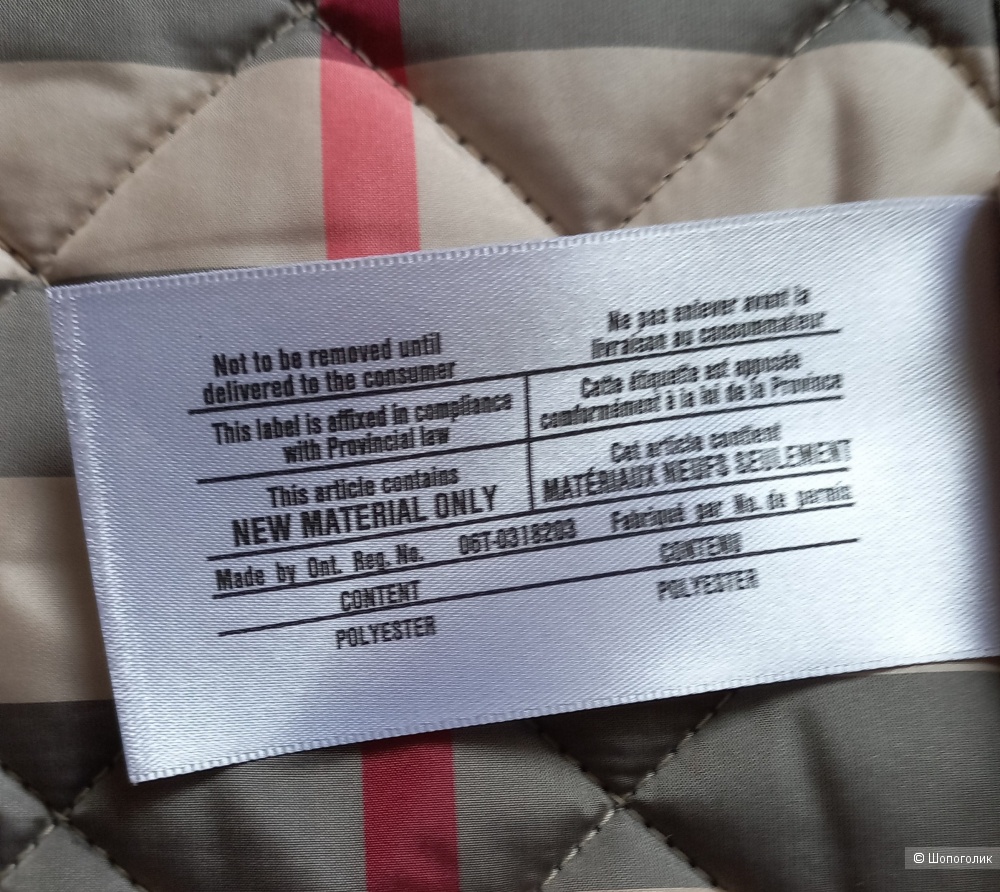 Not to be removed until
delivered to the consumer
Ne pas enlever avant la
livraison au consommateur
This label is affixed in compliance
with Provincial law
Cette étiquette est apposée
conformément à la loi de la Province
This article contains
NEW MATERIAL ONLY
Cet article contient
MATÉRIAUX NEUFS SEULEMENT
Made by Ont. Reg. No. 06T-0318203 Fabriqué par No. de permis
CONTENT
CONTENU
POLYESTER
POLYESTER
© Шопоголик